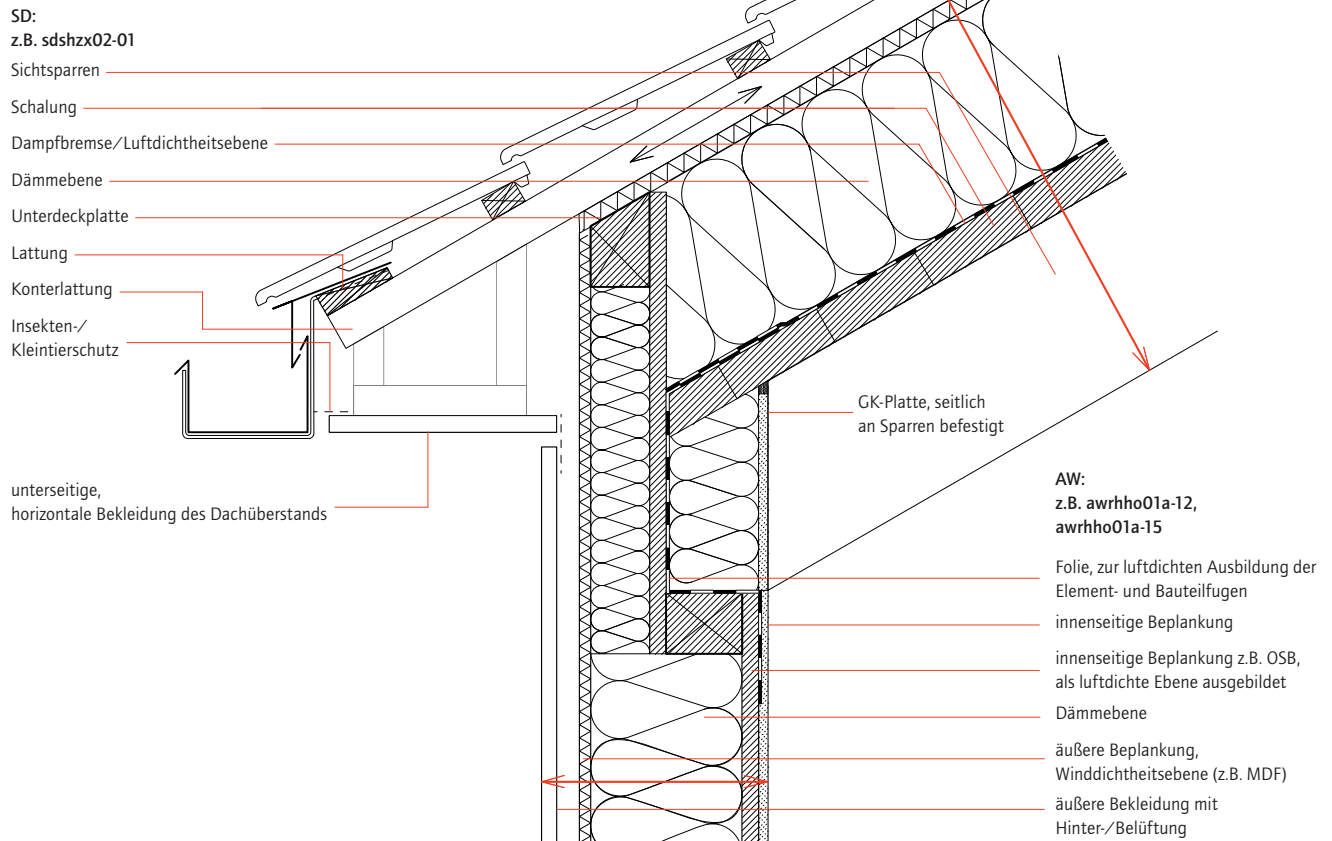 SD:
z.B. sdshzx02-01
Sichtsparren
Schalung
Dampfbremse/Luftdichtheitsebene
Dämmebene
Unterdeckplatte
Lattung
Konterlattung
Insekten-/
Kleintierschutz
unterseitige,
horizontale Bekleidung des Dachüberstands
GK-Platte, seitlich
an Sparren befestigt
AW:
z.B. awrhho01a-12,
awrhho01a-15
Folie, zur luftdichten Ausbildung der
Element- und Bauteilfugen
innenseitige Beplankung
innenseitige Beplankung z.B. OSB,
als luftdichte Ebene ausgebildet
Dämmebene
äußere Beplankung,
Winddichtheitsebene (z.B. MDF)
äußere Bekleidung mit
Hinter-/Belüftung